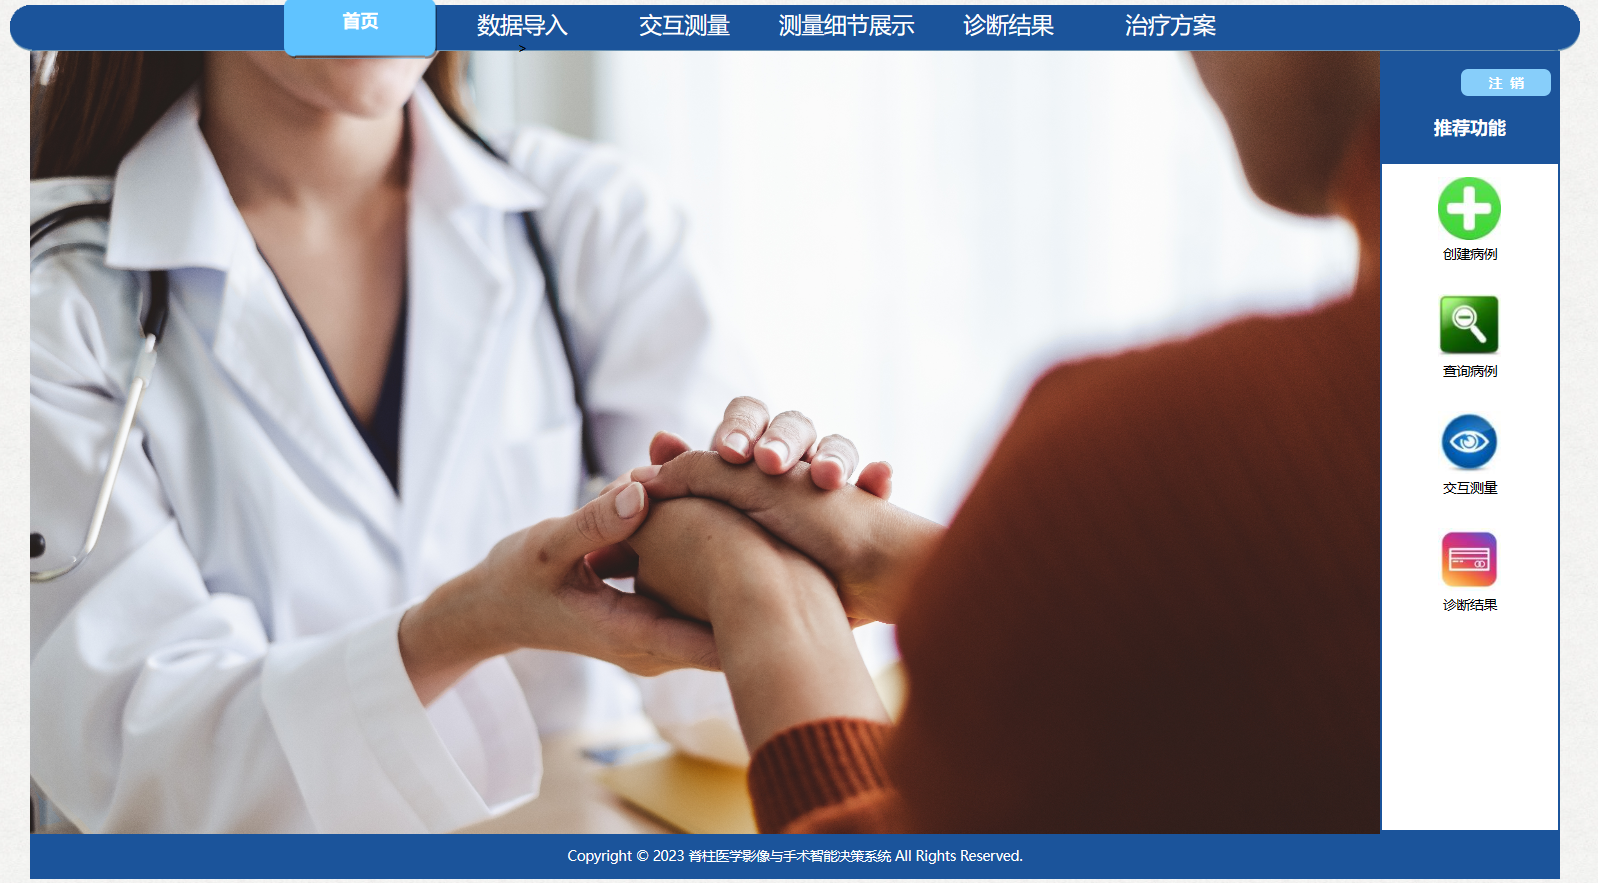 首页 数据导入 交互测量 测量细节展示 诊断结果 治疗方案
>
注 销
推荐功能
创建病例
查询病例
交互测量
诊断结果
Copyright © 2023 脊柱医学影像与手术智能决策系统 All Rights Reserved.